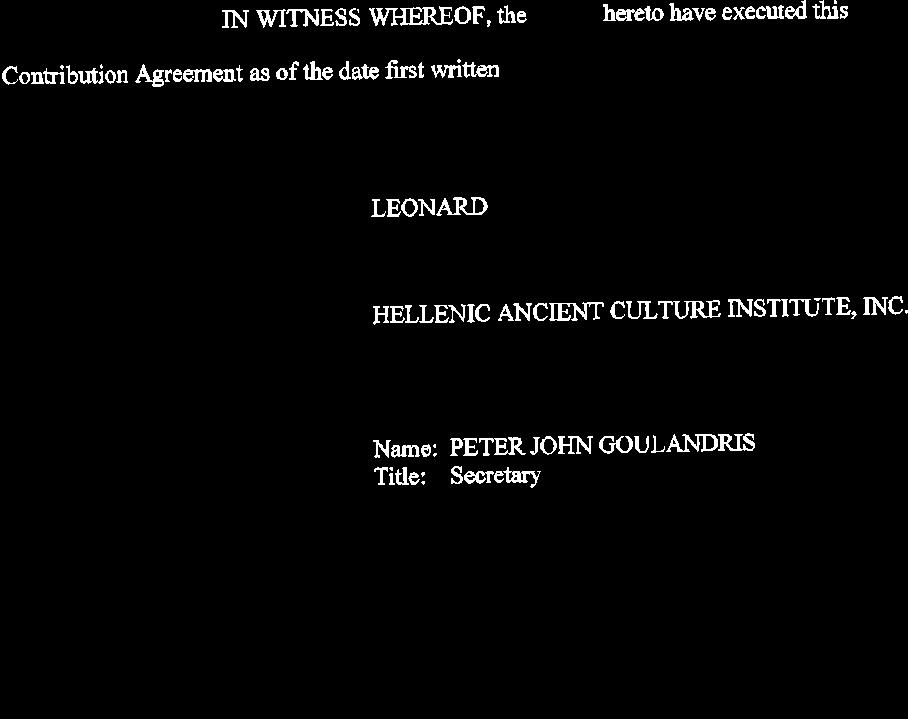 IN WITNESS WHEREOF, the hereto have executed this
Contribution Agreement as of the date first written
LEONARD
HELLENIC ANCIENT CULTURE INSTITUTE, INC.
Name: PETER JOHN GOULANDRIS
Title: Secretary